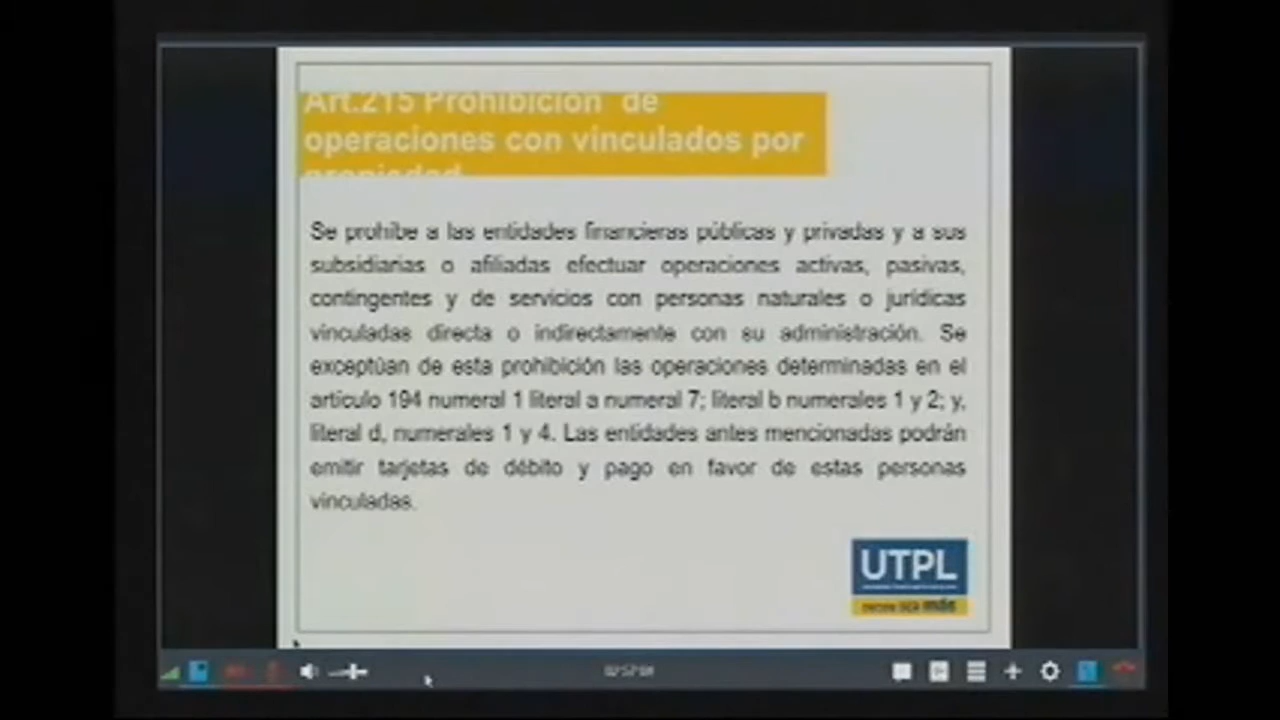 Art.215 Prohibición de
operaciones con vinculados por
propiedad
Se prohíbe a las entidades financieras públicas y privadas y a sus
subsidiarias o afiliadas efectuar operaciones activas, pasivas,
contingentes y de servicios con personas naturales o jurídicas
vinculadas directa o indirectamente con su administración. Se
exceptúan de esta prohibición las operaciones determinadas en el
artículo 194 numeral 1 literal a numeral 7; literal b numerales 1 y 2; y,
literal d, numerales 1 y 4. Las entidades antes mencionadas podrán
emitir tarjetas de débito y pago en favor de estas personas
vinculadas.
UTPL
más